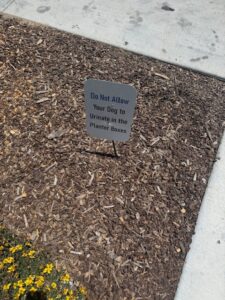 Do Not Allow
Your Dog to
Urinate in the
Planter Boxes